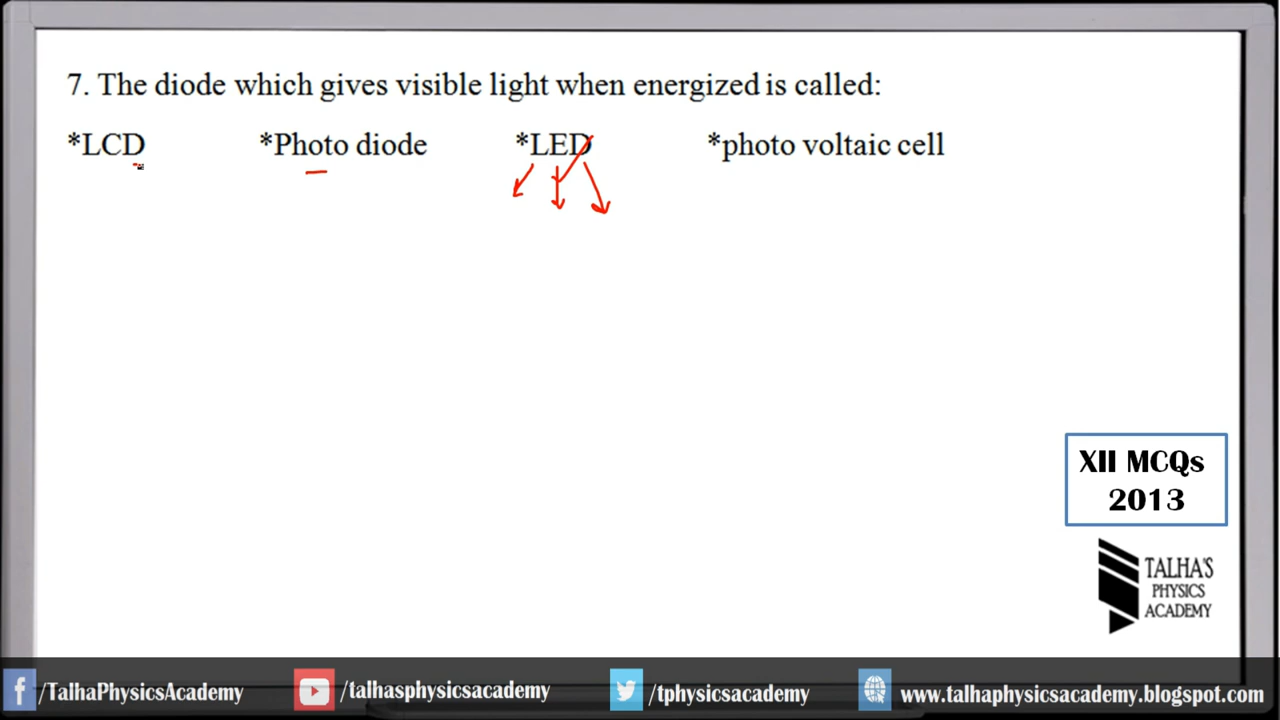 7. The diode which gives visible light when energized is called:
*LCD *Photo diode *LED *photo voltaic cell
XII MCQs
2013
TALHA'S
PHYSICS
ACADEMY
/TalhaPhysicsAcademy /talhasphysicsacademy /tphysicsacademy www.talhaphysicsacademy.blogspot.com